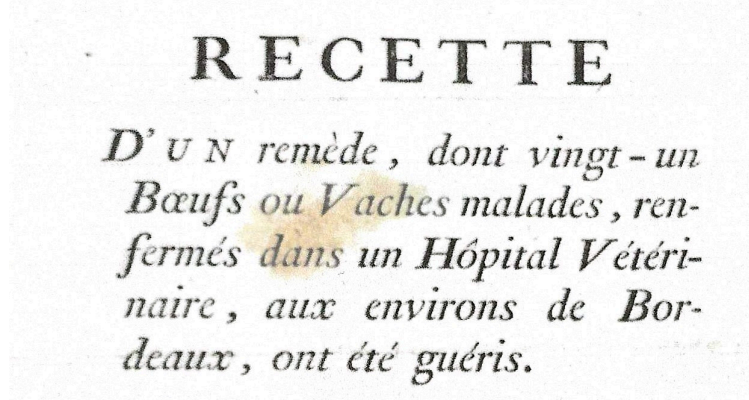 RECETTE
D'UN remède, dont vingt-un
Bœufs ou Vaches malades, ren-
fermés dans un Hôpital Vétéri-
naire, aux environs de Bor-
deaux, ont été guéris.